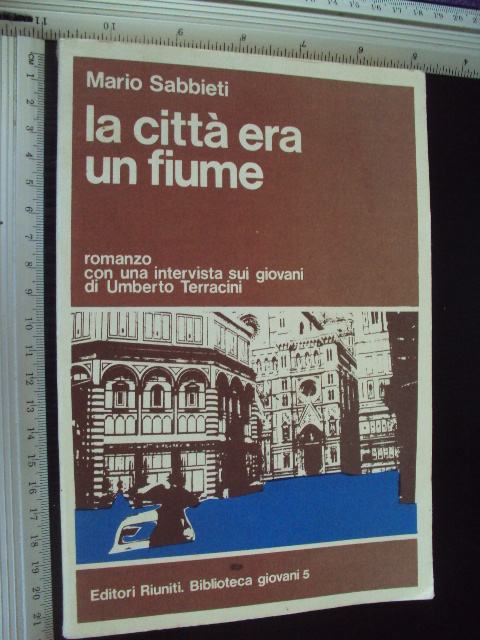 Mario Sabbieti
la città era
un fiume
romanzo
con una intervista sui giovani
di Umberto Terracini
Editori Riuniti. Biblioteca giovani 5